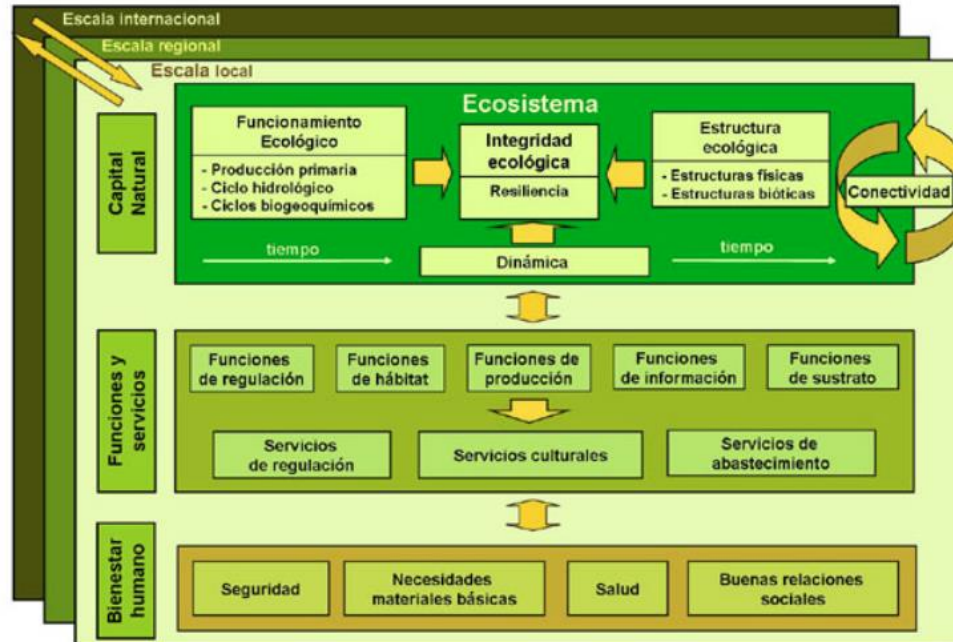 Escala internacional
Escala regional
Escala local
Capital
Natural
Ecosistema
Funcionamiento
Ecológico
- Producción primaria
- Ciclo hidrológico
- Ciclos biogeoquímicos
Integridad
ecológica
Resiliencia
Estructura
ecológica
- Estructuras físicas
- Estructuras bióticas
Conectividad
tiempo
Dinámica
tiempo
Funciones y
servicios
Funciones
de regulación
Funciones
de hábitat
Funciones de
producción
Funciones
de información
Funciones
de sustrato
Servicios
de regulación
Servicios culturales
Servicios de
abastecimiento
Bienestar
humano
Seguridad
Necesidades
materiales básicas
Salud
Buenas relaciones
sociales